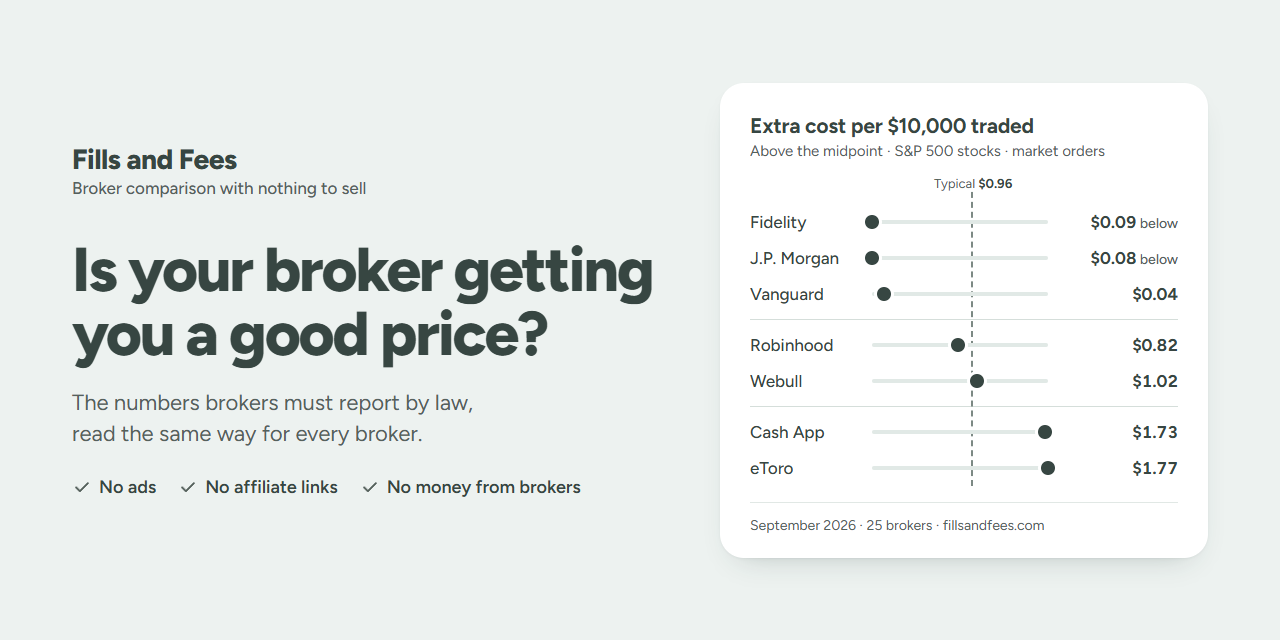 Fills and Fees
Broker comparison with nothing to sell
Is your broker getting
you a good price?
The numbers brokers must report by law,
read the same way for every broker.
No ads
No affiliate links
No money from brokers
Extra cost per $10,000 traded
Above the midpoint · S&P 500 stocks · market orders
Typical $0.96
Fidelity $0.09 below
J.P. Morgan $0.08 below
Vanguard $0.04
Robinhood $0.82
Webull $1.02
Cash App $1.73
eToro $1.77
September 2026 · 25 brokers · fillsandfees.com